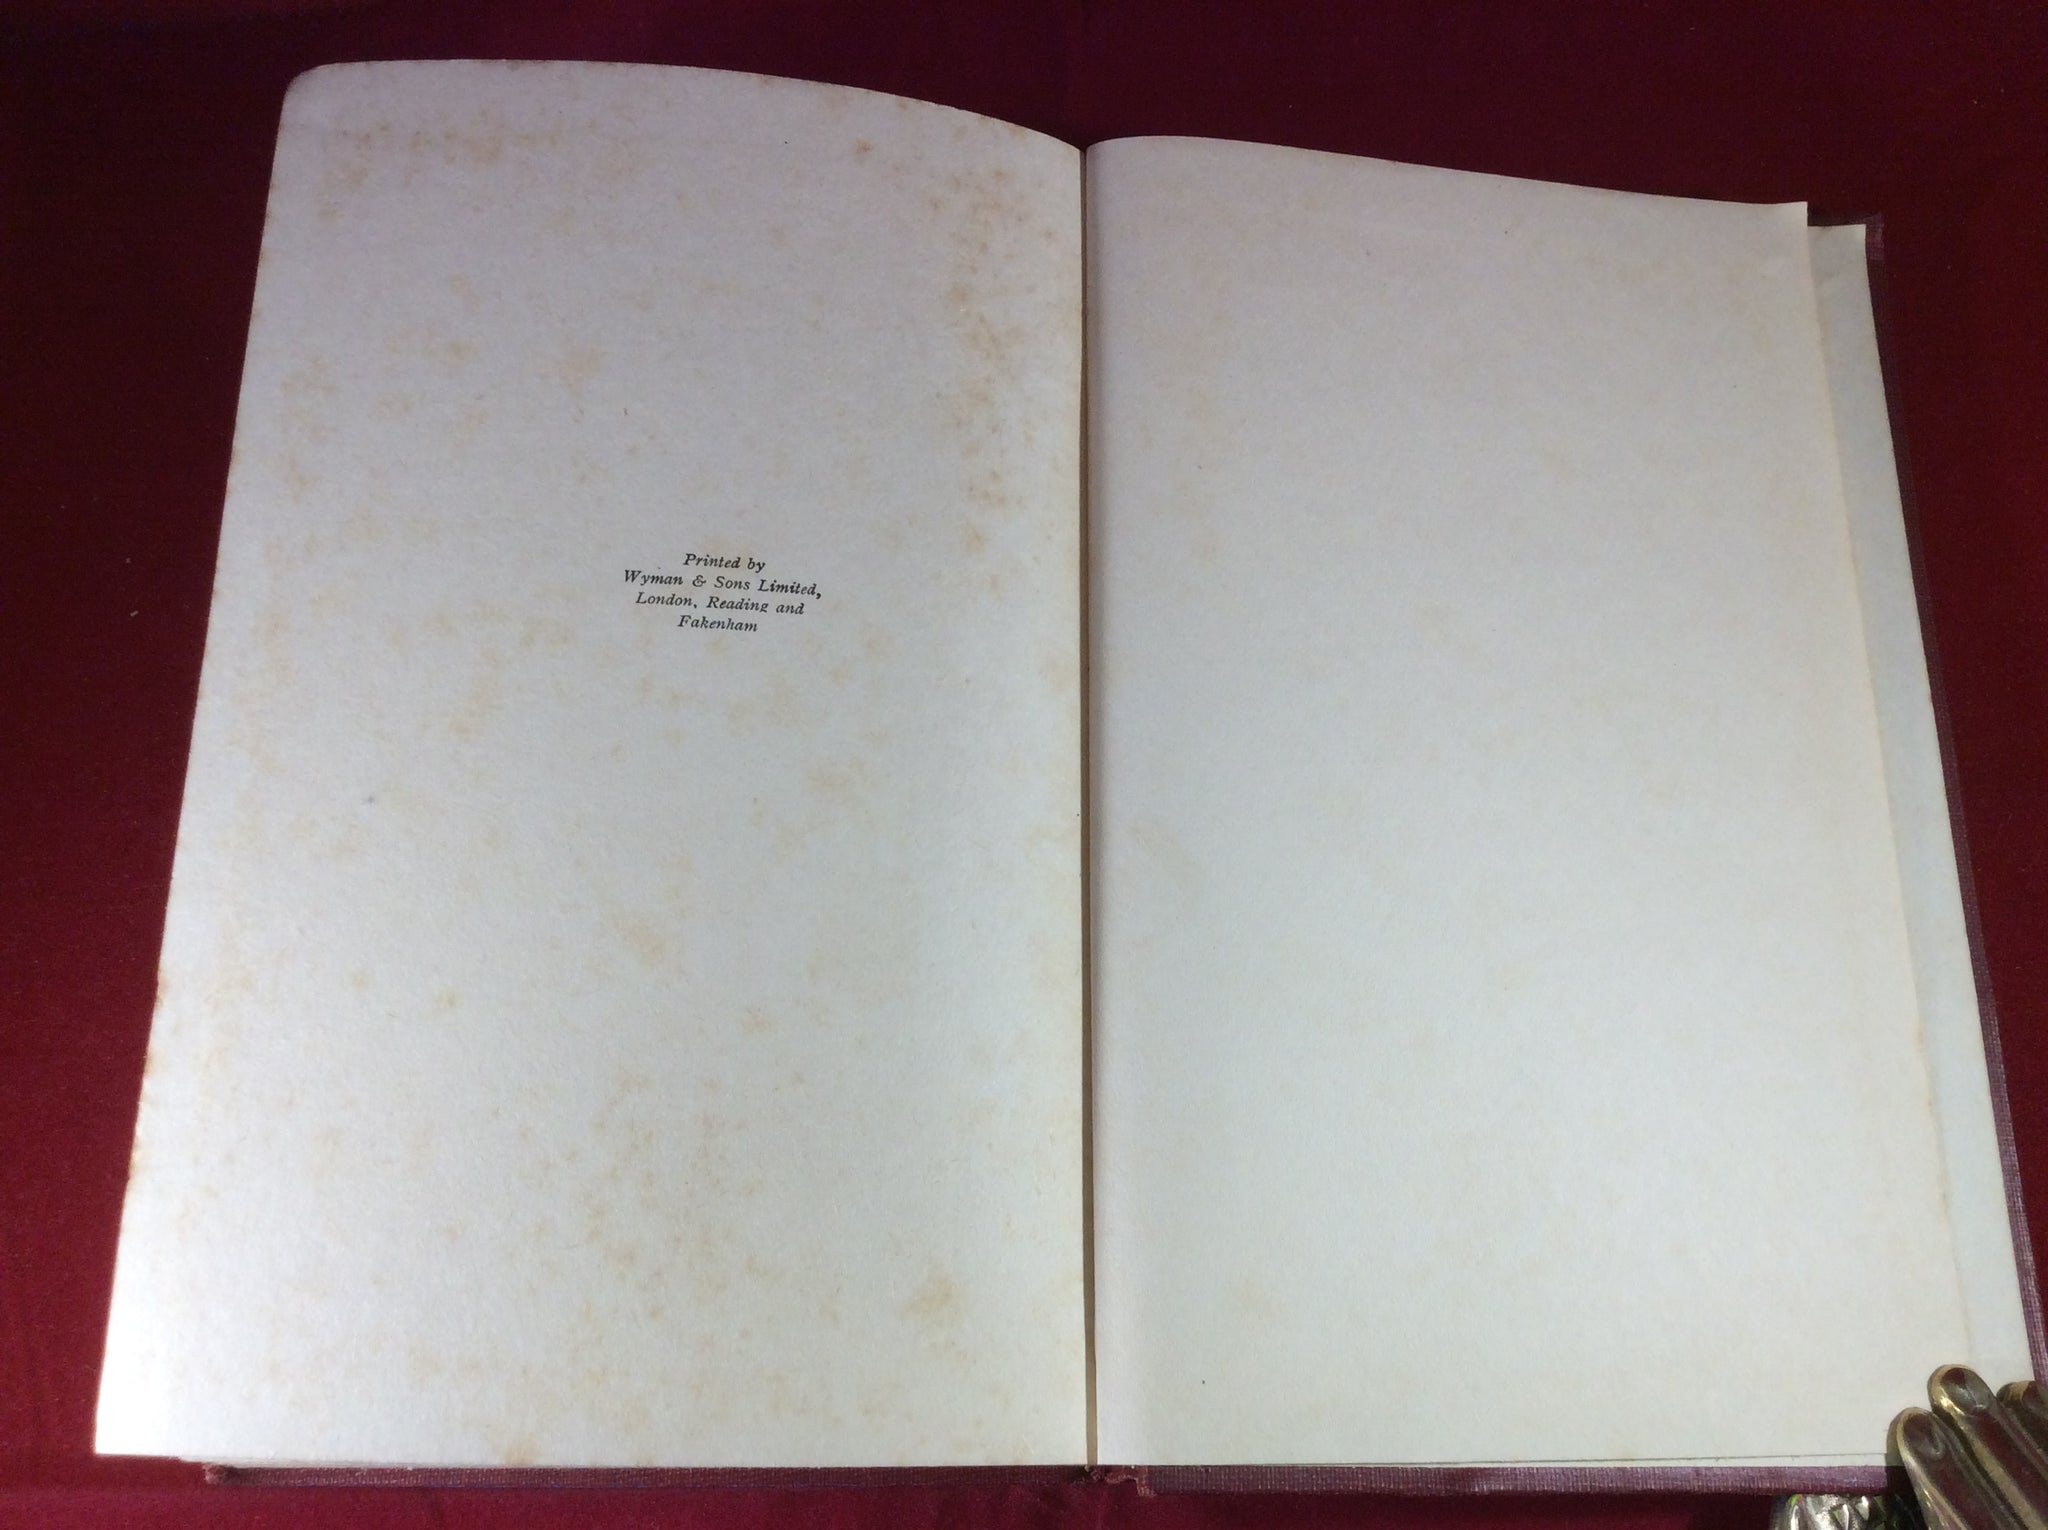 Printed by
Wyman & Sons Limited,
London, Reading and
Fakenham